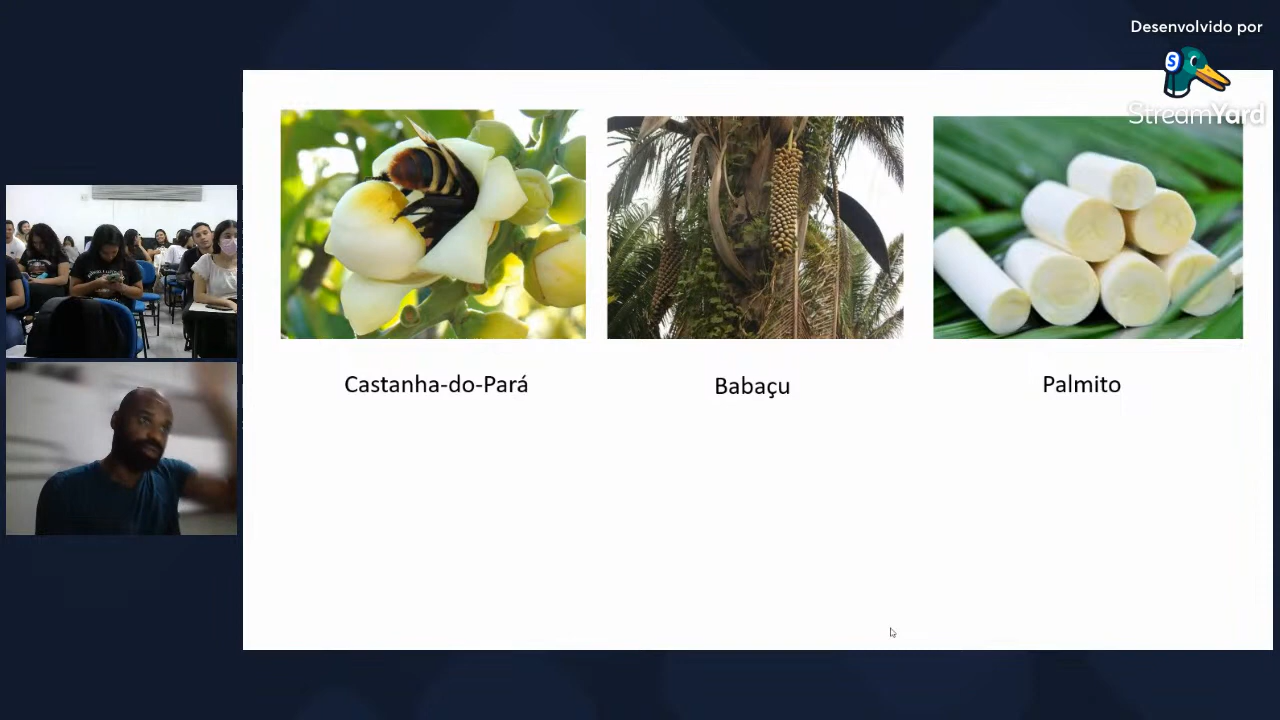 Desenvolvido por
StreamYard
Castanha-do-Pará
Babaçu
Palmito